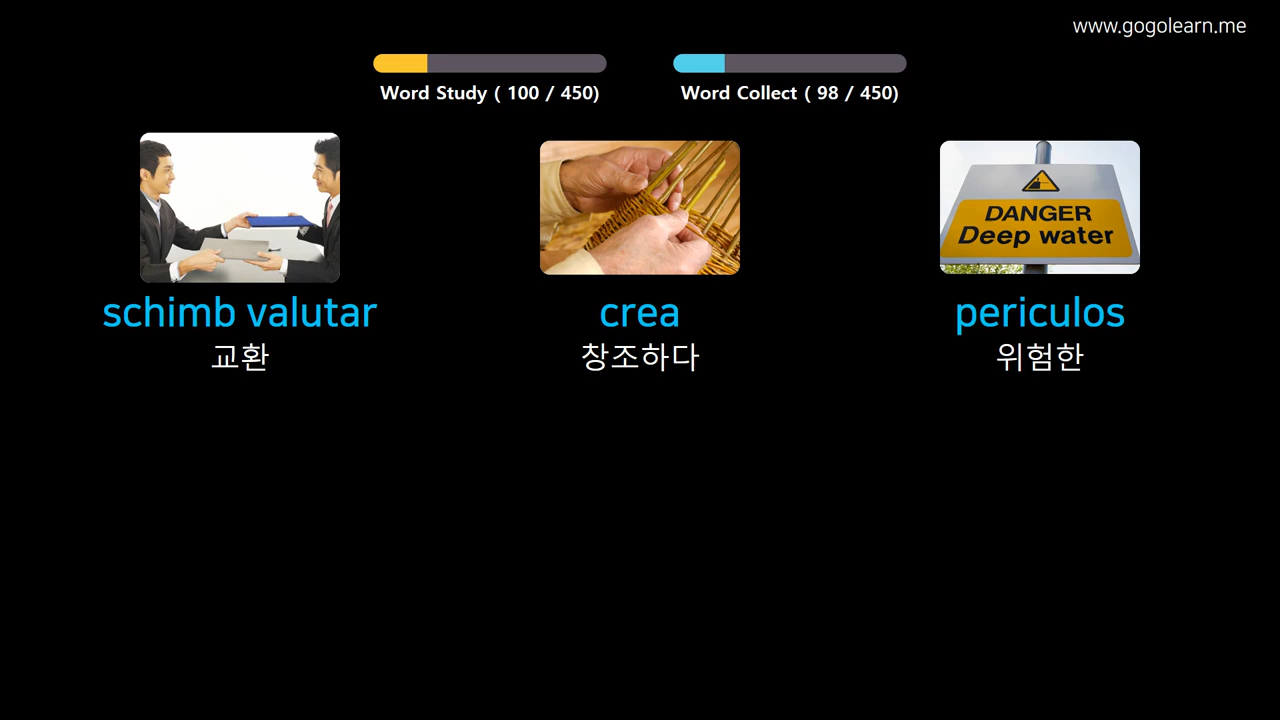 www.gogolearn.me
Word Study ( 100 / 450)
Word Collect ( 98 / 450)
DANGER
Deep water
schimb valutar
crea
periculos
교환
창조하다
위험한